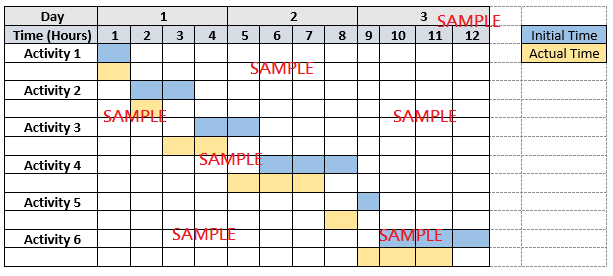 Day 1 2 3 SAMPLE
Time (Hours) 1 2 3 4 5 6 7 8 9 10 11 12 Initial Time
Activity 1 Actual Time
SAMPLE
Activity 2
SAMPLE SAMPLE
Activity 3
SAMPLE
Activity 4
Activity 5
Activity 6 SAMPLE SAMPLE